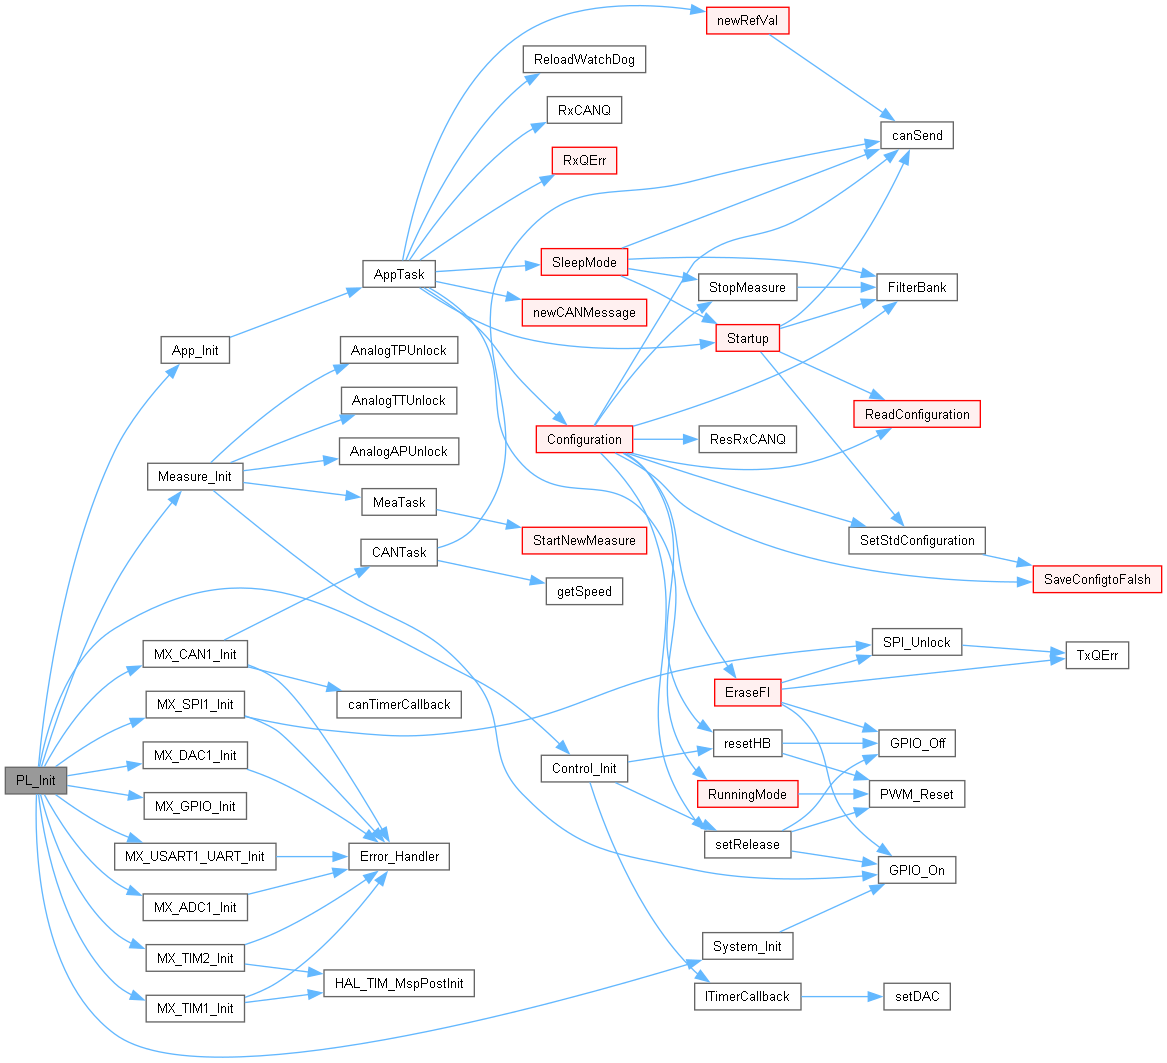 newRefVal
ReloadWatchDog
RxCANQ
canSend
RxQErr
SleepMode
AppTask
StopMeasure
FilterBank
newCANMessage
Startup
App_Init
AnalogTPUnlock
AnalogTTUnlock
ReadConfiguration
Configuration
ResRxCANQ
AnalogAPUnlock
Measure_Init
MeaTask
StartNewMeasure
SetStdConfiguration
CANTask
SaveConfigtoFalsh
getSpeed
SPI_Unlock
MX_CAN1_Init
TxQErr
EraseFl
MX_SPI1_Init
canTimerCallback
resetHB
GPIO_Off
MX_DAC1_Init
Control_Init
PL_Init
RunningMode
PWM_Reset
MX_GPIO_Init
setRelease
MX_USART1_UART_Init
Error_Handler
GPIO_On
MX_ADC1_Init
System_Init
MX_TIM2_Init
HAL_TIM_MspPostInit
ITimerCallback
setDAC
MX_TIM1_Init